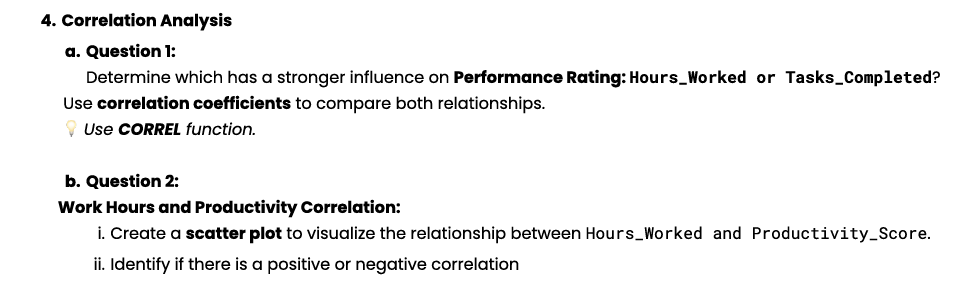 4. Correlation Analysis
a. Question 1:
Determine which has a stronger influence on Performance Rating: Hours_Worked or Tasks_Completed?
Use correlation coefficients to compare both relationships.
💡 Use CORREL function.
b. Question 2:
Work Hours and Productivity Correlation:
i. Create a scatter plot to visualize the relationship between Hours_Worked and Productivity_Score.
ii. Identify if there is a positive or negative correlation